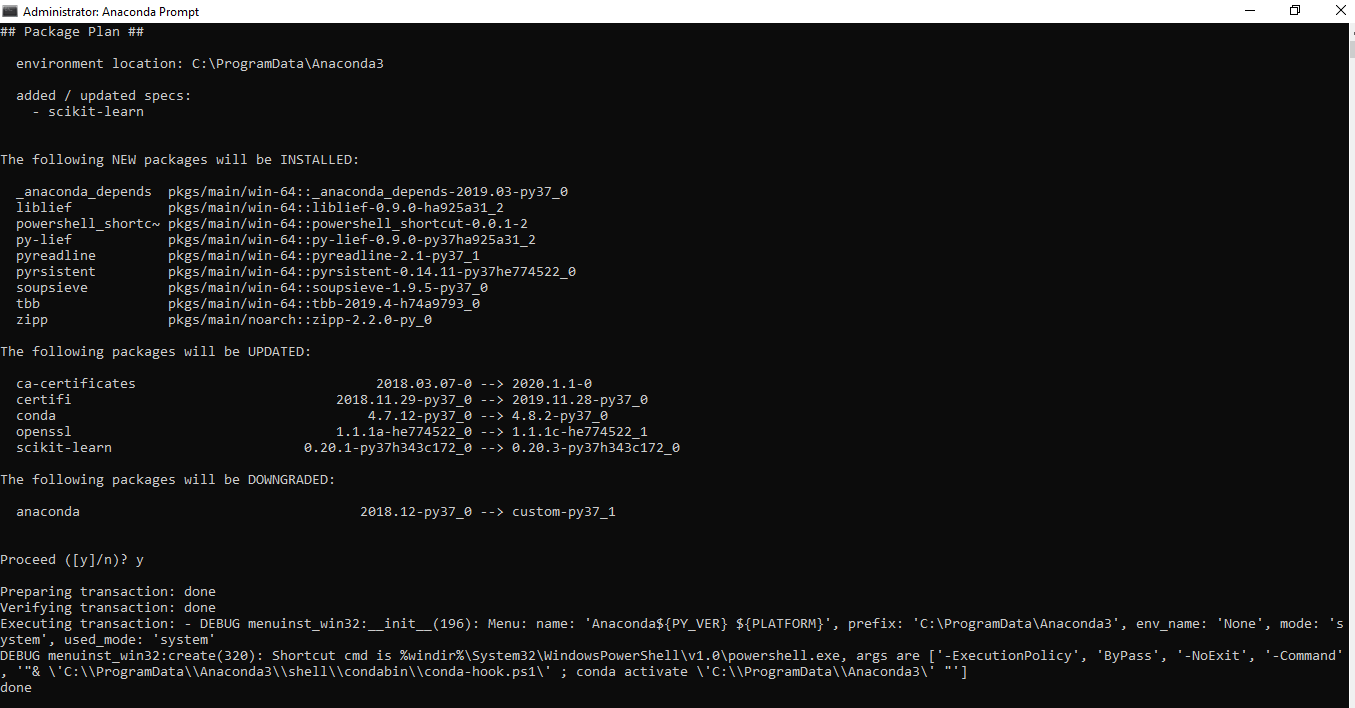 Administrator: Anaconda Prompt
## Package Plan ##
environment location: C:\ProgramData\Anaconda3
added / updated specs:
- scikit-learn
The following NEW packages will be INSTALLED:
_anaconda_depends pkgs/main/win-64::_anaconda_depends-2019.03-py37_0
liblief pkgs/main/win-64::liblief-0.9.0-ha925a31_2
powershell_shortc~ pkgs/main/win-64::powershell_shortcut-0.0.1-2
py-lief pkgs/main/win-64::py-lief-0.9.0-py37ha925a31_2
pyreadline pkgs/main/win-64::pyreadline-2.1-py37_1
pyrsistent pkgs/main/win-64::pyrsistent-0.14.11-py37he774522_0
soupsieve pkgs/main/win-64::soupsieve-1.9.5-py37_0
tbb pkgs/main/win-64::tbb-2019.4-h74a9793_0
zipp pkgs/main/noarch::zipp-2.2.0-py_0
The following packages will be UPDATED:
ca-certificates 2018.03.07-0 --> 2020.1.1-0
certifi 2018.11.29-py37_0 --> 2019.11.28-py37_0
conda 4.7.12-py37_0 --> 4.8.2-py37_0
openssl 1.1.1a-he774522_0 --> 1.1.1c-he774522_1
scikit-learn 0.20.1-py37h343c172_0 --> 0.20.3-py37h343c172_0
The following packages will be DOWNGRADED:
anaconda 2018.12-py37_0 --> custom-py37_1
Proceed ([y]/n)? y
Preparing transaction: done
Verifying transaction: done
Executing transaction: - DEBUG menuinst_win32:__init__(196): Menu: name: 'Anaconda${PY_VER} ${PLATFORM}', prefix: 'C:\ProgramData\Anaconda3', env_name: 'None', mode: 's
ystem', used_mode: 'system'
DEBUG menuinst_win32:create(320): Shortcut cmd is %windir%\System32\WindowsPowerShell\v1.0\powershell.exe, args are ['-ExecutionPolicy', 'ByPass', '-NoExit', '-Command'
, '"& \'C:\\ProgramData\\Anaconda3\\shell\\condabin\\conda-hook.ps1\' ; conda activate \'C:\\ProgramData\\Anaconda3\' "']
done